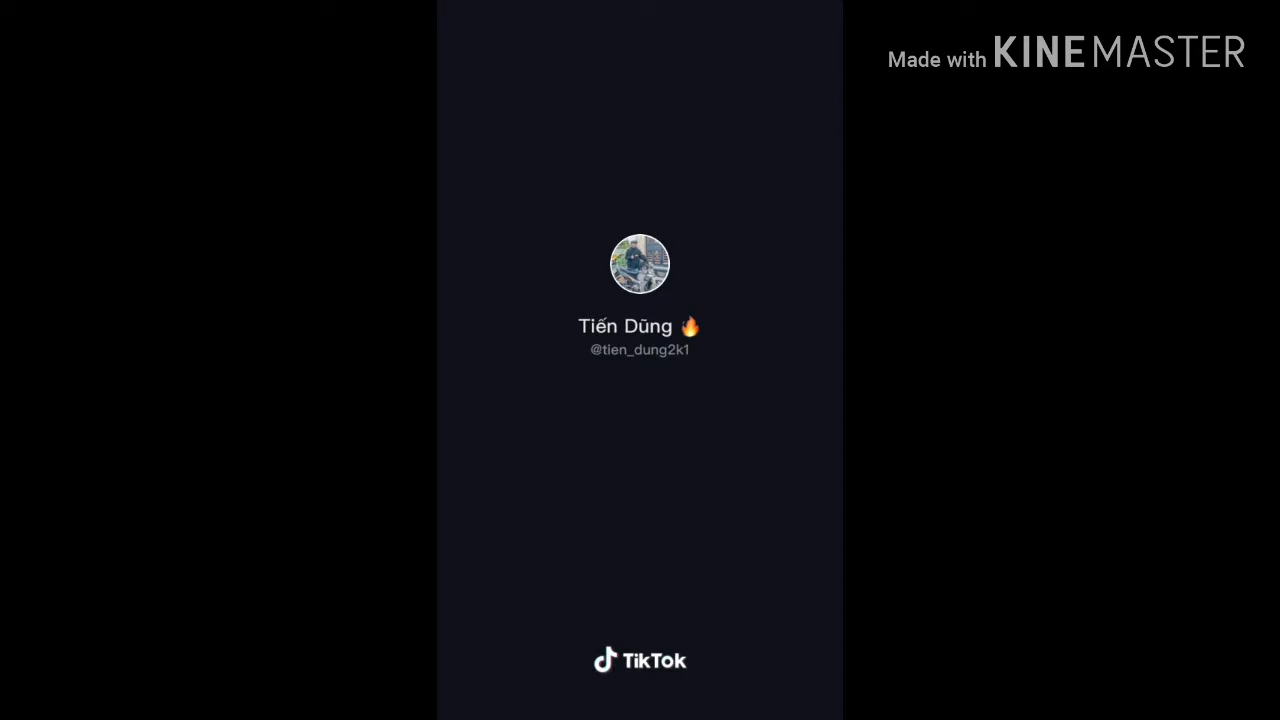 Made with KINEMASTER
Tiến Dũng 🔥
@tien_dung2k1
TikTok